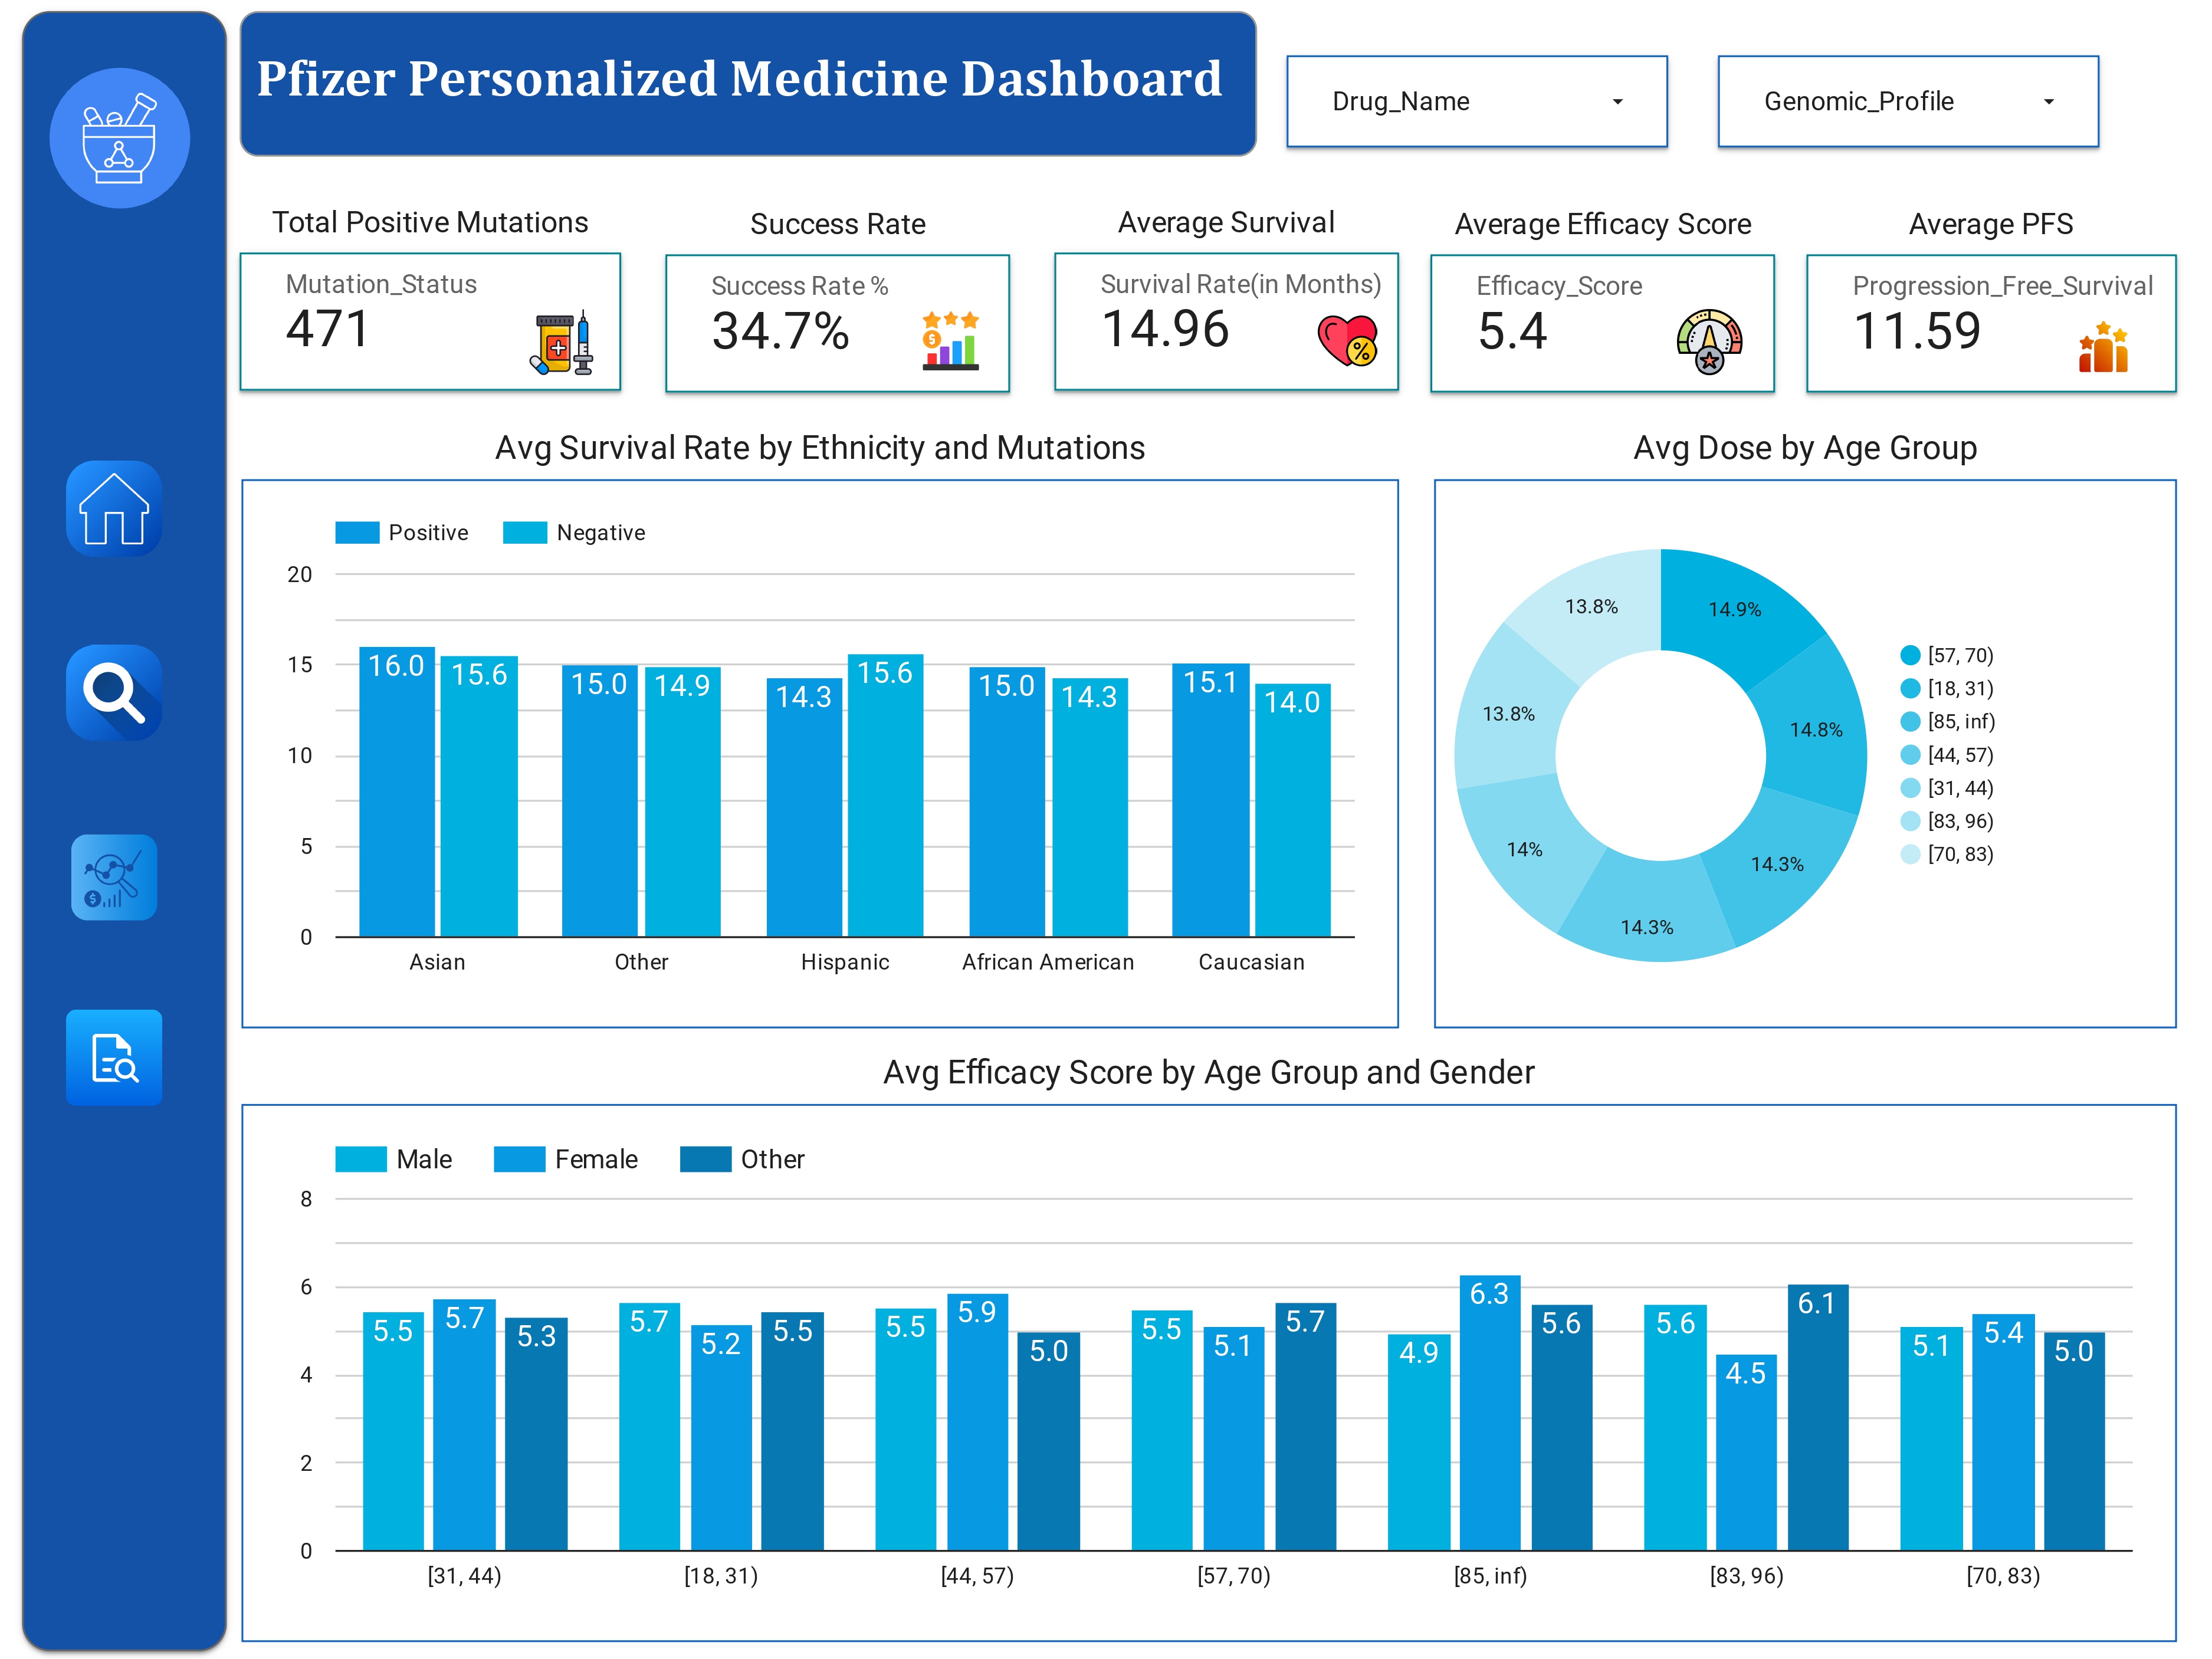 Pfizer Personalized Medicine Dashboard
Drug_Name
Genomic_Profile
Total Positive Mutations
Success Rate
Average Survival
Average Efficacy Score
Average PFS
Mutation_Status
471
Success Rate %
34.7%
Survival Rate(in Months)
14.96
Efficacy_Score
5.4
Progression_Free_Survival
11.59
Avg Survival Rate by Ethnicity and Mutations
Positive
Negative
20
15
10
5
0
16.0
15.6
15.0
14.9
14.3
15.6
15.0
14.3
15.1
14.0
Asian
Other
Hispanic
African American
Caucasian
Avg Dose by Age Group
14.9%
14.8%
14.3%
14.3%
14%
13.8%
13.8%
[57, 70)
[18, 31)
[85, inf)
[44, 57)
[31, 44)
[83, 96)
[70, 83)
Avg Efficacy Score by Age Group and Gender
Male
Female
Other
8
6
4
2
0
5.5
5.7
5.3
5.7
5.2
5.5
5.5
5.9
5.0
5.5
5.1
5.7
4.9
6.3
5.6
5.6
4.5
6.1
5.1
5.4
5.0
[31, 44)
[18, 31)
[44, 57)
[57, 70)
[85, inf)
[83, 96)
[70, 83)